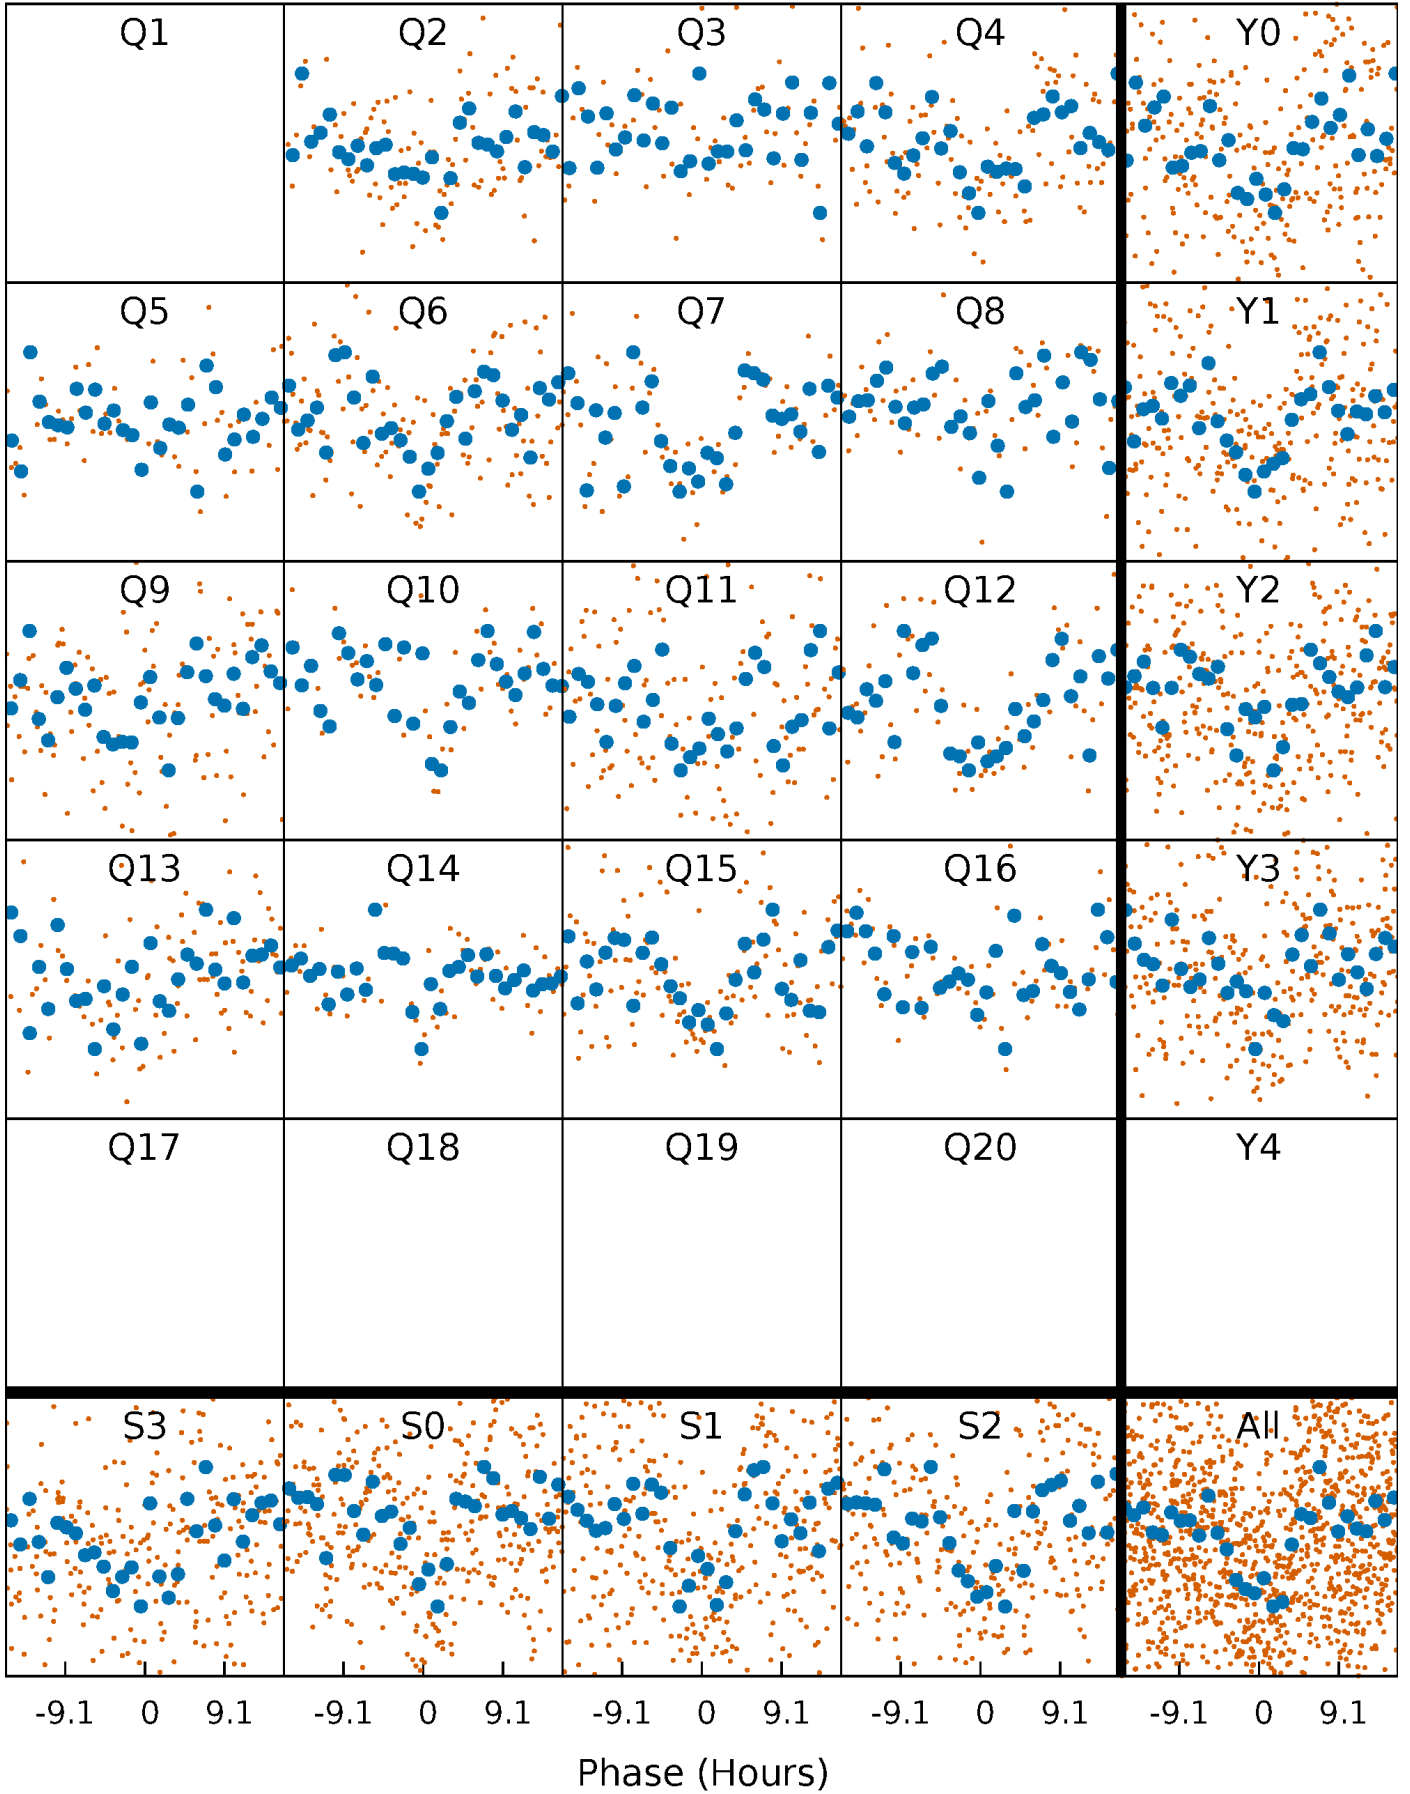 Q1 Q2 Q3 Q4 Y0
Q5 Q6 Q7 Q8 Y1
Q9 Q10 Q11 Q12 Y2
Q13 Q14 Q15 Q16 Y3
Q17 Q18 Q19 Q20 Y4
S3 S0 S1 S2 All
-9.1 0 9.1 -9.1 0 9.1 -9.1 0 9.1 -9.1 0 9.1 -9.1 0 9.1
Phase (Hours)